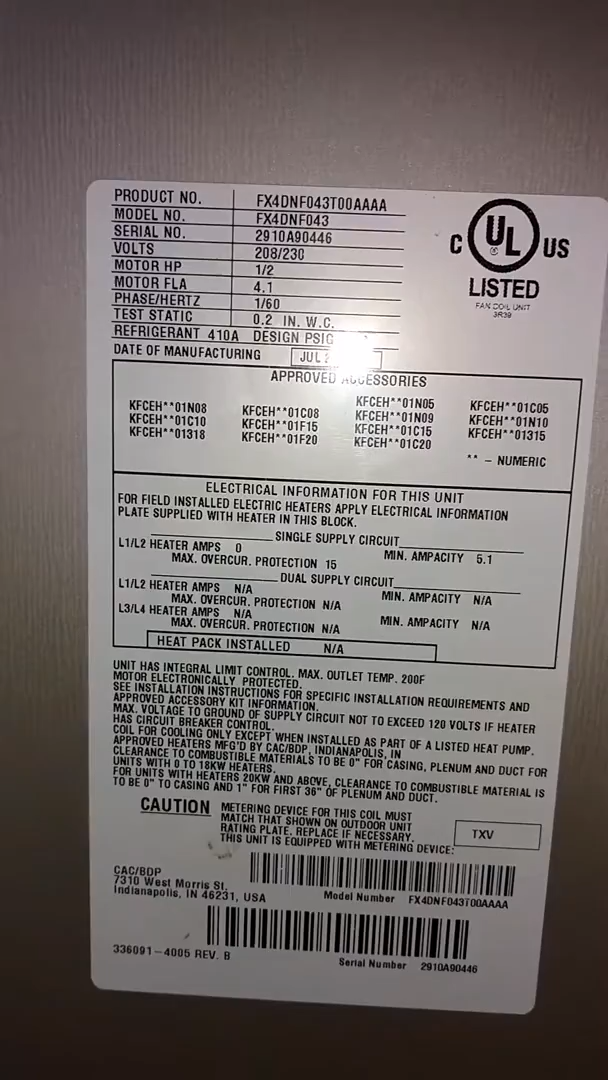 PRODUCT NO. FX4DNF043T00AAAA
MODEL NO. FX4DNF043
SERIAL NO. 2910A90446
VOLTS 208/230
MOTOR HP 1/2
MOTOR FLA 4.1
PHASE/HERTZ 1/60
TEST STATIC 0.2 IN. W.C.
REFRIGERANT 410A DESIGN PSIG
DATE OF MANUFACTURING JUL
C UL US
LISTED
FAN COIL UNIT
3R39
APPROVED ACCESSORIES
KFCEH**01N08 KFCEH**01C08 KFCEH**01N05 KFCEH**01C05
KFCEH**01C10 KFCEH**01F15 KFCEH**01N09 KFCEH**01N10
KFCEH**01318 KFCEH**01F20 KFCEH**01C15 KFCEH**01315
KFCEH**01C20
** - NUMERIC
ELECTRICAL INFORMATION FOR THIS UNIT
FOR FIELD INSTALLED ELECTRIC HEATERS APPLY ELECTRICAL INFORMATION
PLATE SUPPLIED WITH HEATER IN THIS BLOCK.
SINGLE SUPPLY CIRCUIT
L1/L2 HEATER AMPS 0 MIN. AMPACITY 5.1
MAX. OVERCUR. PROTECTION 15
DUAL SUPPLY CIRCUIT
L1/L2 HEATER AMPS N/A MIN. AMPACITY N/A
MAX. OVERCUR. PROTECTION N/A
L3/L4 HEATER AMPS N/A MIN. AMPACITY N/A
MAX. OVERCUR. PROTECTION N/A
HEAT PACK INSTALLED N/A
UNIT HAS INTEGRAL LIMIT CONTROL. MAX. OUTLET TEMP. 200F
MOTOR ELECTRONICALLY PROTECTED.
SEE INSTALLATION INSTRUCTIONS FOR SPECIFIC INSTALLATION REQUIREMENTS AND
APPROVED ACCESSORY KIT INFORMATION.
MAX. VOLTAGE TO GROUND OF SUPPLY CIRCUIT NOT TO EXCEED 120 VOLTS IF HEATER
HAS CIRCUIT BREAKER CONTROL.
COIL FOR COOLING ONLY EXCEPT WHEN INSTALLED AS PART OF A LISTED HEAT PUMP.
APPROVED HEATERS MFG'D BY CAC/BDP, INDIANAPOLIS, IN
CLEARANCE TO COMBUSTIBLE MATERIALS TO BE 0" FOR CASING, PLENUM AND DUCT FOR
UNITS WITH 0 TO 18KW HEATERS.
FOR UNITS WITH HEATERS 20KW AND ABOVE, CLEARANCE TO COMBUSTIBLE MATERIAL IS
TO BE 0" TO CASING AND 1" FOR FIRST 36" OF PLENUM AND DUCT.
CAUTION METERING DEVICE FOR THIS COIL MUST
MATCH THAT SHOWN ON OUTDOOR UNIT
RATING PLATE. REPLACE IF NECESSARY.
THIS UNIT IS EQUIPPED WITH METERING DEVICE: TXV
CAC/BDP
7310 West Morris St.
Indianapolis, IN 46231, USA
Model Number FX4DNF043T00AAAA
336091-4005 REV. B
Serial Number 2910A90446